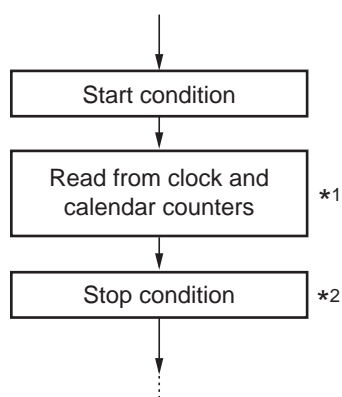 Start condition
Read from clock and
calendar counters
*1
Stop condition
*2